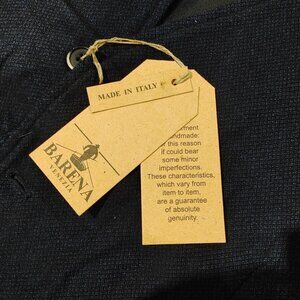 MADE IN ITALY
BARENA
VENEZIA
this reason
it could bear
some minor
imperfections.
These characteristics,
which vary from
item to item,
are a guarantee
of absolute
genuinity.